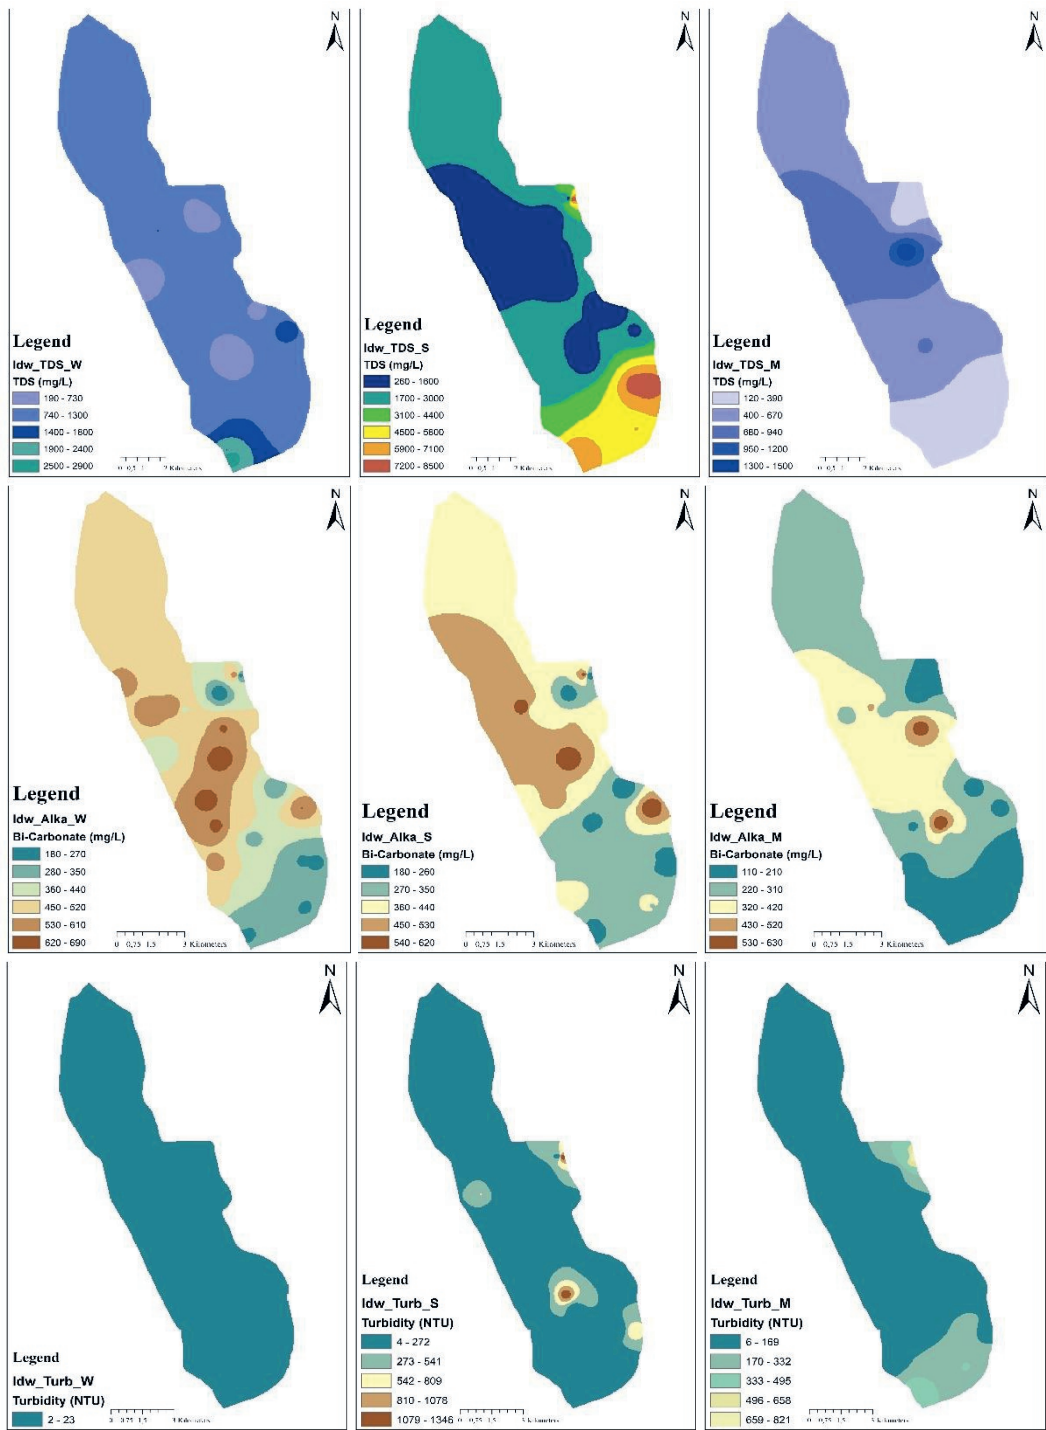 N
Legend
Idw_TDS_W
TDS (mg/L)
190 - 730
740 - 1300
1400 - 1800
1900 - 2400
2500 - 2900
N
Legend
Idw_TDS_S
TDS (mg/L)
260 - 1600
1700 - 3000
3100 - 4400
4500 - 5800
5900 - 7100
7200 - 8500
N
Legend
Idw_TDS_M
TDS (mg/L)
120 - 390
400 - 670
680 - 940
950 - 1200
1300 - 1500
N
Legend
Idw_Alka_W
Bi-Carbonate (mg/L)
180 - 270
280 - 350
360 - 440
450 - 520
530 - 610
620 - 690
0 0,75 1,5 3 Kilometers
N
Legend
Idw_Alka_S
Bi-Carbonate (mg/L)
180 - 260
270 - 350
360 - 440
450 - 530
540 - 620
0 0,75 1,5 3 Kilometers
N
Legend
Idw_Alka_M
Bi-Carbonate (mg/L)
110 - 210
220 - 310
320 - 420
430 - 520
530 - 630
0 0,75 1,5 3 Kilometers
N
Legend
Idw_Turb_W
Turbidity (NTU)
2 - 23
N
Legend
Idw_Turb_S
Turbidity (NTU)
4 - 272
273 - 541
542 - 809
810 - 1078
1079 - 1346
N
Legend
Idw_Turb_M
Turbidity (NTU)
6 - 169
170 - 332
333 - 495
496 - 658
659 - 821